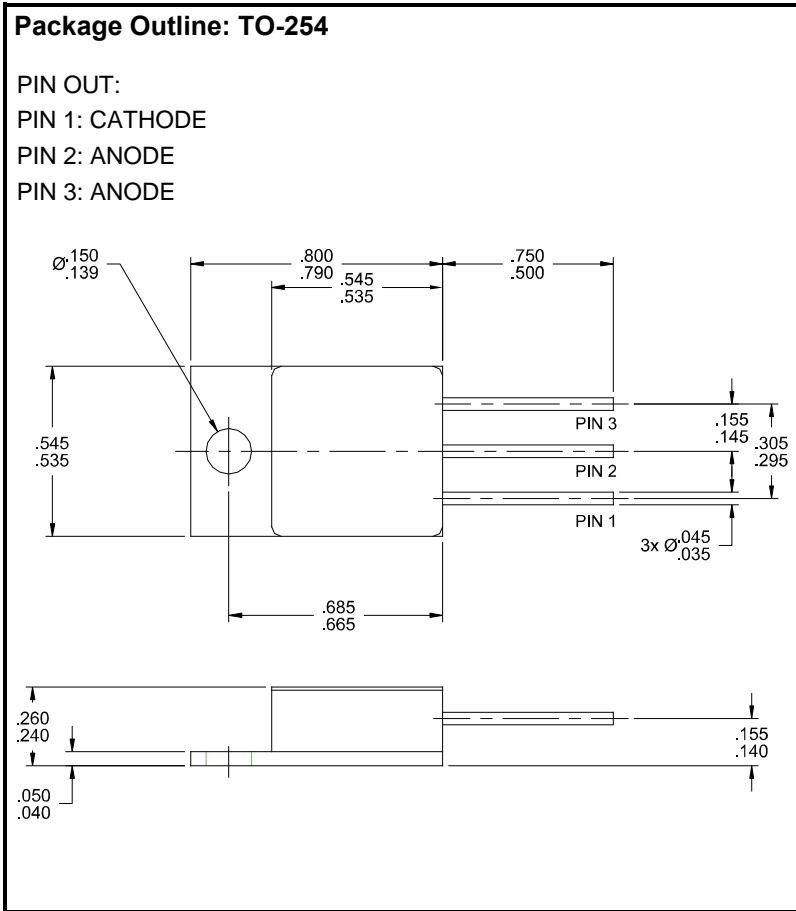 Package Outline: TO-254
PIN OUT:
PIN 1: CATHODE
PIN 2: ANODE
PIN 3: ANODE
Ø.150
.139
.800
.790
.750
.500
.545
.535
.545
.535
PIN 3
.155
.145
.305
.295
PIN 2
PIN 1
3x Ø.045
.035
.685
.665
.260
.240
.155
.140
.050
.040